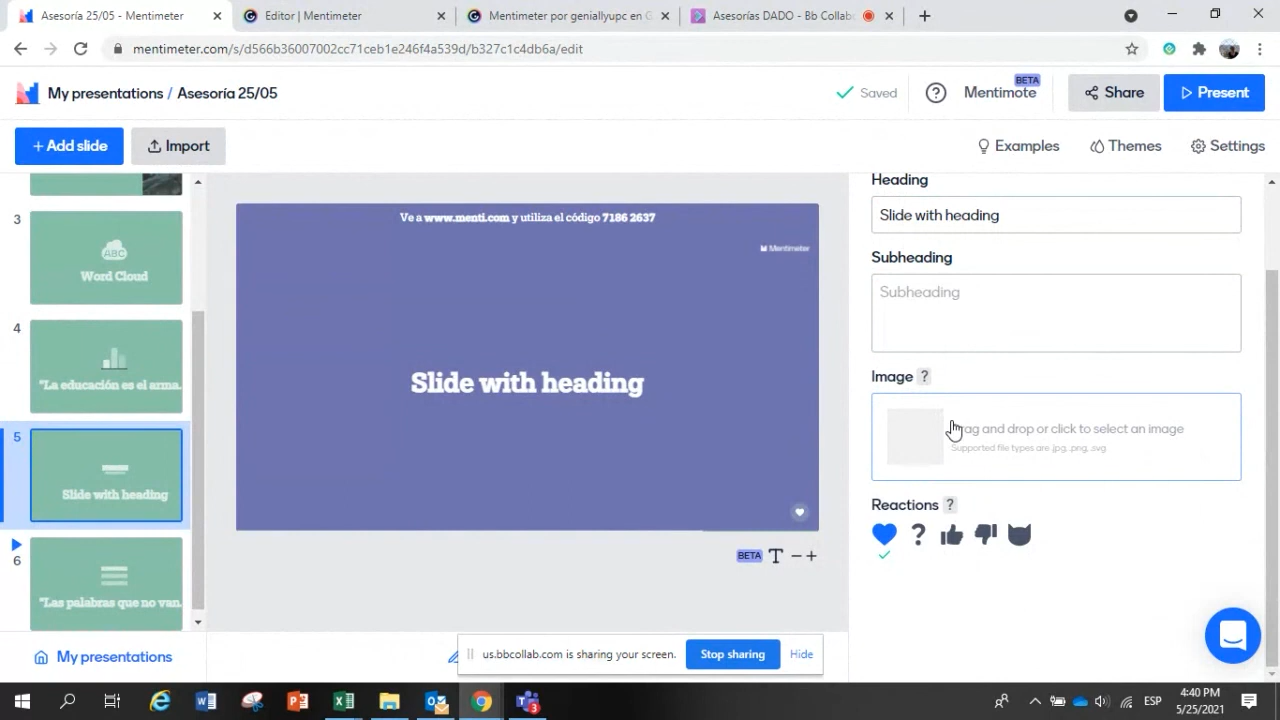 25/05 - Mentimeter
Editor | Mentimeter
Mentimeter por geniallyupc en G
Asesorías DADO - Bb Collab
mentimeter.com/s/d566b36007002cc71ceb1e246f4a539d/b327c1c4db6a/edit
My presentations / Asesoría 25/05
Saved
Mentimote
BETA
Share
Present
+ Add slide
Import
Examples
Themes
Settings
3
ABC
Word Cloud
4
"La educación es el arma.
5
Slide with heading
6
"Las palabras que no van.
My presentations
Ve a www.menti.com y utiliza el código 7186 2637
Mentimeter
Slide with heading
BETA T − +
Heading
Slide with heading
Subheading
Subheading
Image ?
Drag and drop or click to select an image
Supported file types are .jpg, .png, .svg
Reactions ?
us.bbcollab.com is sharing your screen.
Stop sharing
Hide
ESP
4:40 PM
5/25/2021